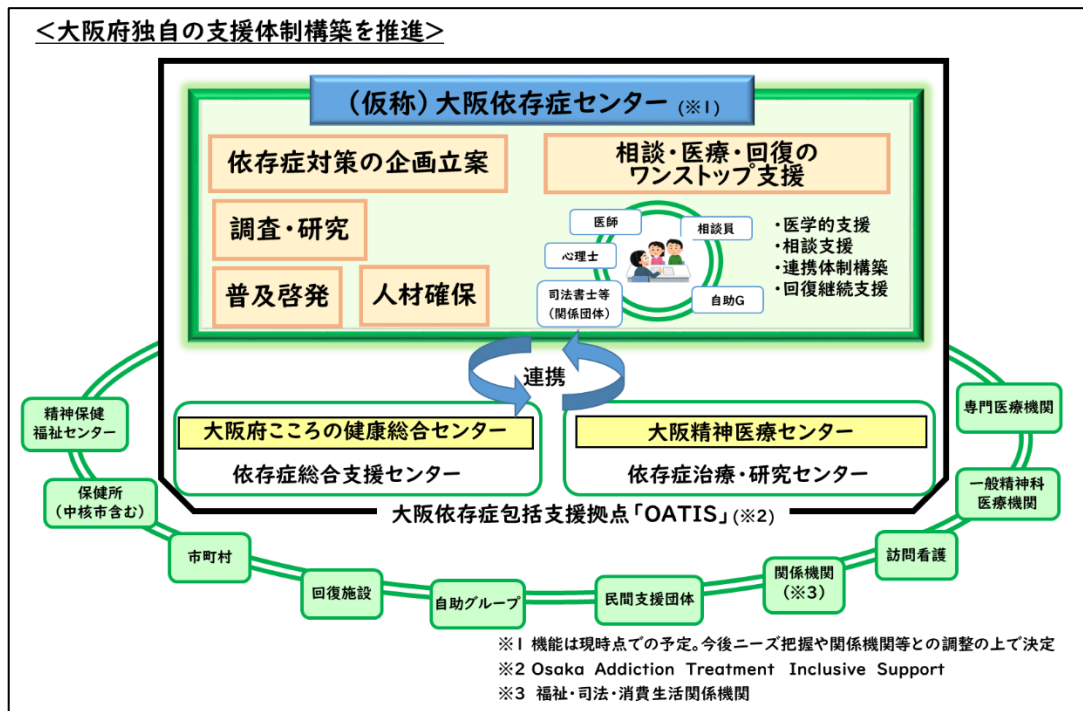 <大阪府独自の支援体制構築を推進>
(仮称)大阪依存症センター (※1)
依存症対策の企画立案
調査・研究
普及啓発
人材確保
相談・医療・回復の
ワンストップ支援
医師
相談員
心理士
司法書士等
(関係団体)
自助G
・医学的支援
・相談支援
・連携体制構築
・回復継続支援
連携
大阪府こころの健康総合センター
依存症総合支援センター
大阪精神医療センター
依存症治療・研究センター
大阪依存症包括支援拠点「OATIS」(※2)
精神保健
福祉センター
保健所
(中核市含む)
市町村
回復施設
自助グループ
民間支援団体
関係機関
(※3)
訪問看護
一般精神科
医療機関
専門医療機関
※1 機能は現時点での予定。今後ニーズ把握や関係機関等との調整の上で決定
※2 Osaka Addiction Treatment Inclusive Support
※3 福祉・司法・消費生活関係機関